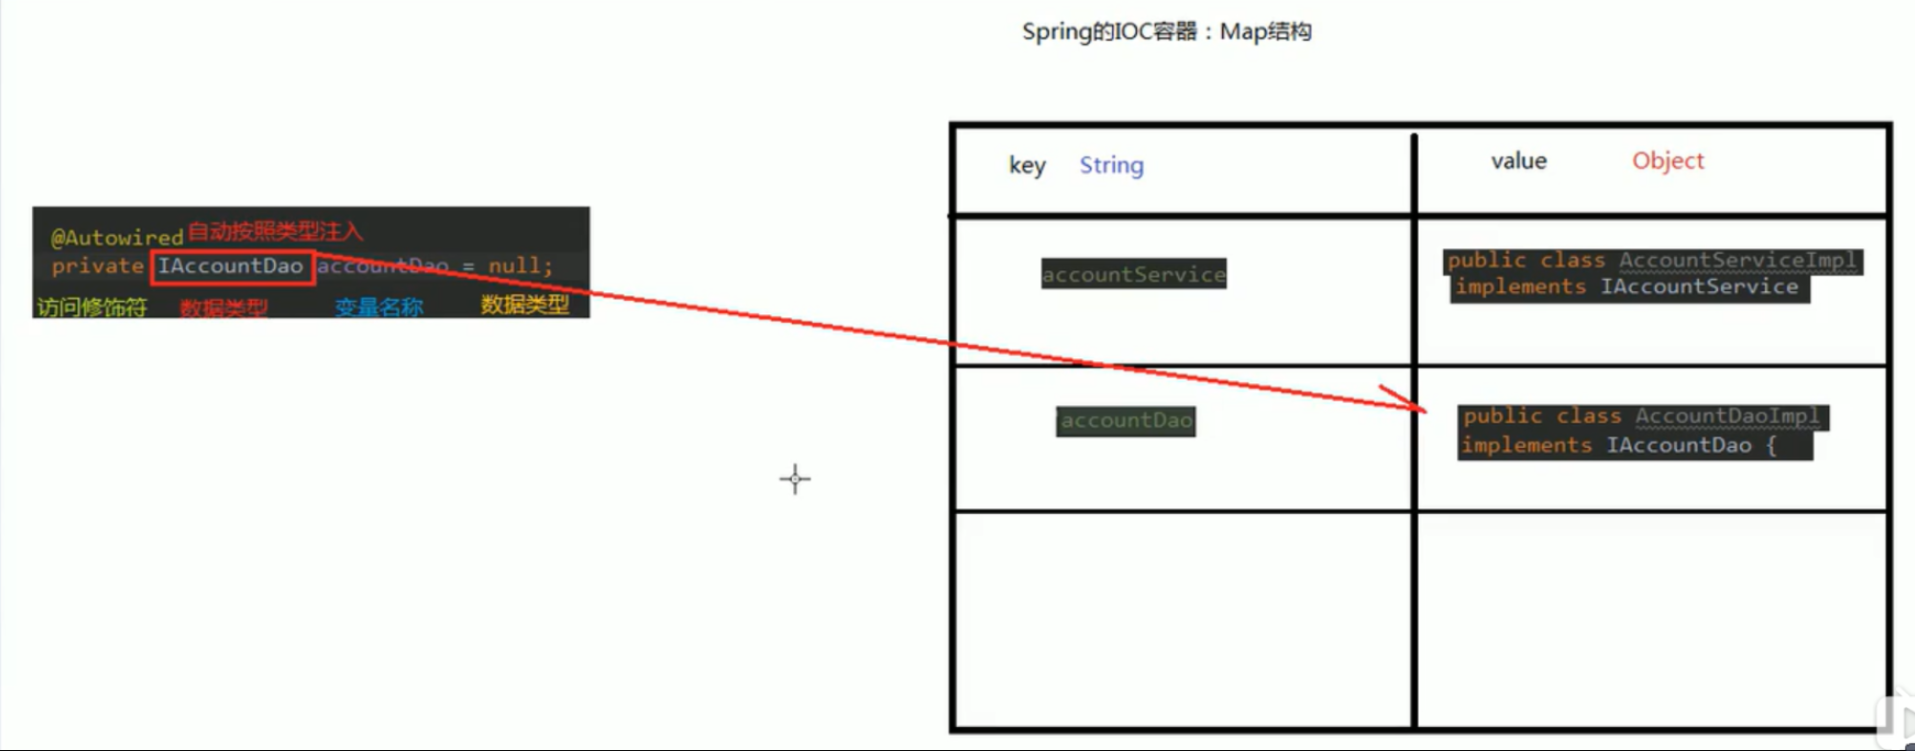 Spring的IOC容器：Map结构
@Autowired 自动按照类型注入
private IAccountDao accountDao = null;
访问修饰符 数据类型 变量名称 数据类型
key String value Object
accountService
public class AccountServiceImpl
implements IAccountService
accountDao
public class AccountDaoImpl
implements IAccountDao {